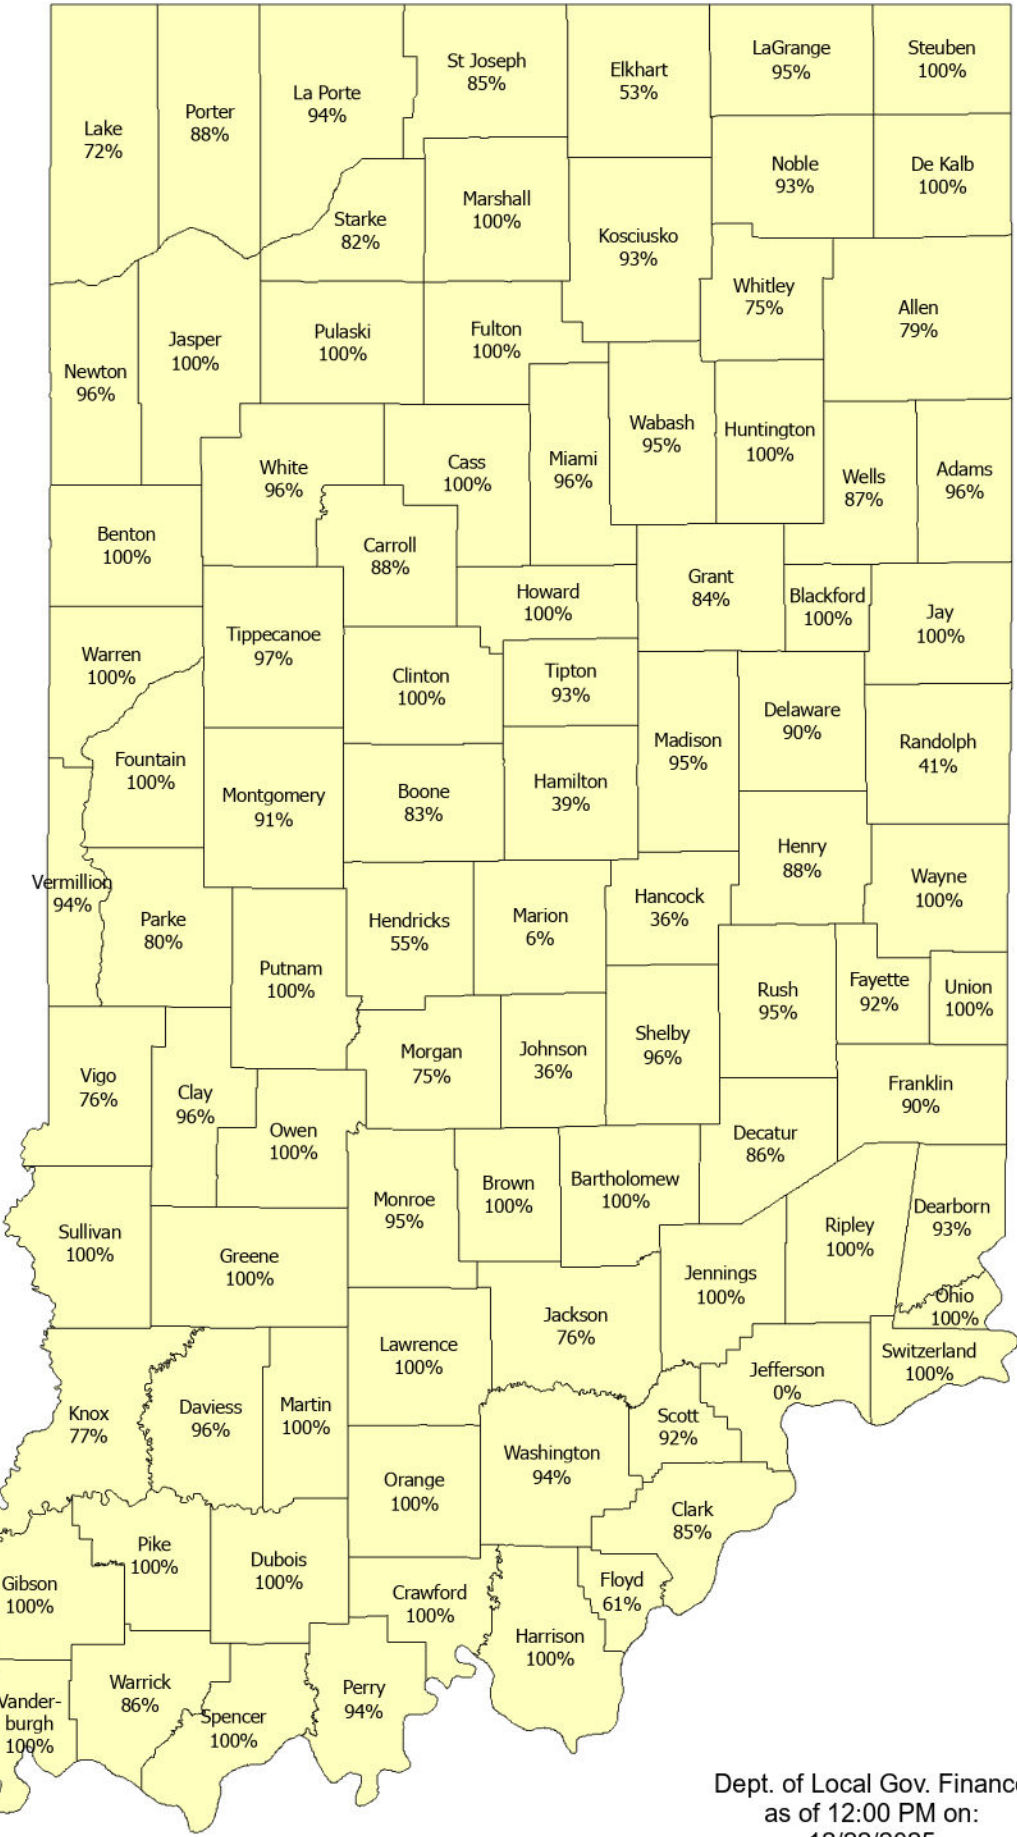 St Joseph
85%
LaGrange
95%
Steuben
100%
Elkhart
53%
La Porte
94%
Porter
88%
Lake
72%
Noble
93%
De Kalb
100%
Marshall
100%
Starke
82%
Kosciusko
93%
Whitley
75%
Allen
79%
Fulton
100%
Pulaski
100%
Jasper
100%
Newton
96%
Wabash
95%
Huntington
100%
White
96%
Cass
100%
Miami
96%
Wells
87%
Adams
96%
Benton
100%
Carroll
88%
Grant
84%
Howard
100%
Blackford
100%
Jay
100%
Tippecanoe
97%
Warren
100%
Clinton
100%
Tipton
93%
Delaware
90%
Madison
95%
Randolph
41%
Fountain
100%
Montgomery
91%
Boone
83%
Hamilton
39%
Henry
88%
Vermillion
94%
Parke
80%
Hendricks
55%
Marion
6%
Hancock
36%
Wayne
100%
Putnam
100%
Rush
95%
Fayette
92%
Union
100%
Shelby
96%
Morgan
75%
Johnson
36%
Vigo
76%
Clay
96%
Franklin
90%
Owen
100%
Decatur
86%
Monroe
95%
Brown
100%
Bartholomew
100%
Dearborn
93%
Sullivan
100%
Greene
100%
Ripley
100%
Jennings
100%
Ohio
100%
Jackson
76%
Lawrence
100%
Switzerland
100%
Jefferson
0%
Knox
77%
Daviess
96%
Martin
100%
Scott
92%
Washington
94%
Orange
100%
Clark
85%
Pike
100%
Dubois
100%
Gibson
100%
Crawford
100%
Floyd
61%
Harrison
100%
Warrick
86%
Perry
94%
Vander-
burgh
100%
Spencer
100%
Dept. of Local Gov. Finance
as of 12:00 PM on: